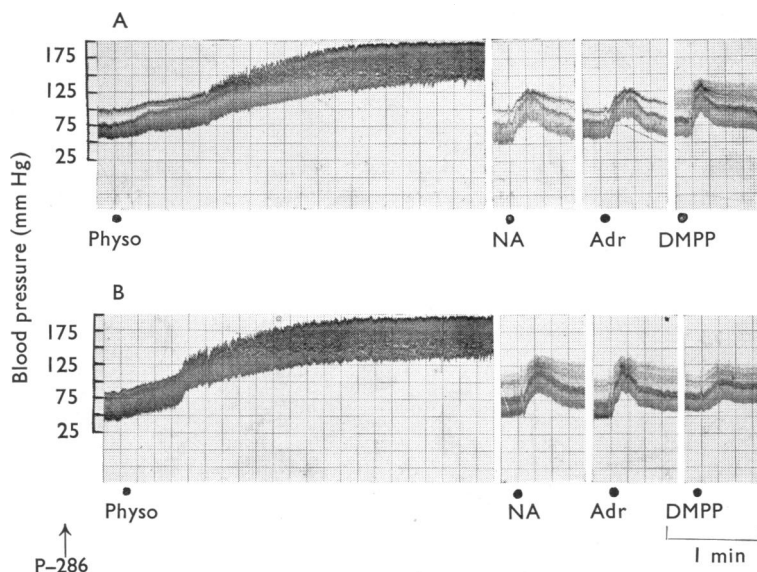 A
175
125
75
25
Physo
NA
Adr
DMPP
Blood pressure (mm Hg)
B
175
125
75
25
Physo
NA
Adr
DMPP
P–286
1 min